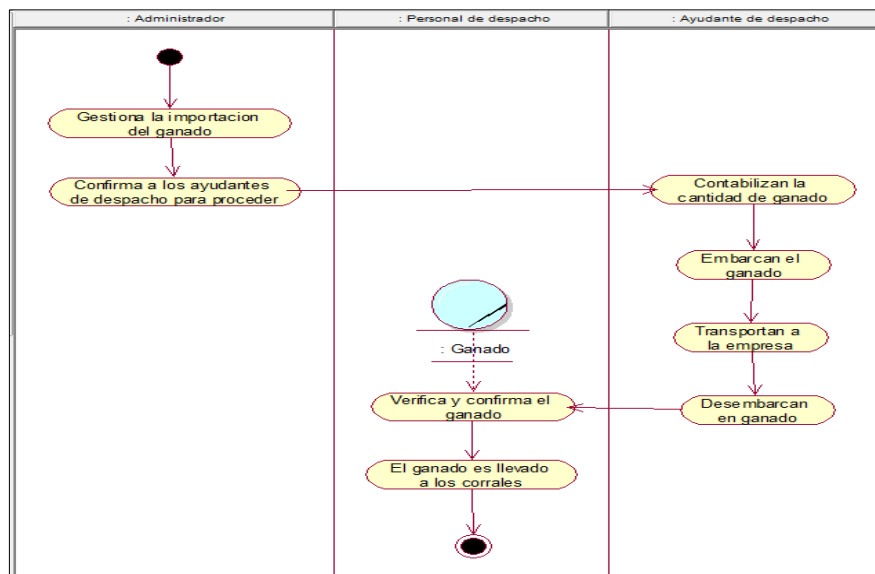 : Administrador
: Personal de despacho
: Ayudante de despacho
Gestiona la importacion
del ganado
Confirma a los ayudantes
de despacho para proceder
Contabilizan la
cantidad de ganado
Embarcan el
ganado
Transportan a
la empresa
Desembarcan
en ganado
: Ganado
Verifica y confirma el
ganado
El ganado es llevado
a los corrales